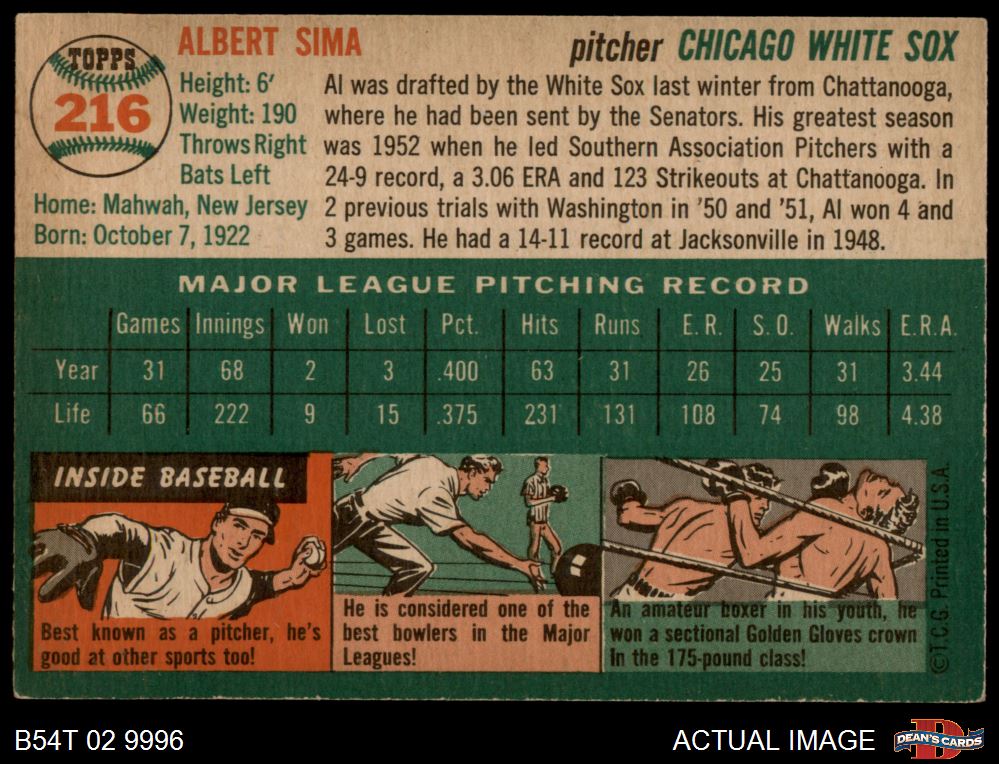 TOPPS
216
ALBERT SIMA
pitcher CHICAGO WHITE SOX
Height: 6'
Weight: 190
Throws Right
Bats Left
Home: Mahwah, New Jersey
Born: October 7, 1922
Al was drafted by the White Sox last winter from Chattanooga,
where he had been sent by the Senators. His greatest season
was 1952 when he led Southern Association Pitchers with a
24-9 record, a 3.06 ERA and 123 Strikeouts at Chattanooga. In
2 previous trials with Washington in '50 and '51, Al won 4 and
3 games. He had a 14-11 record at Jacksonville in 1948.
MAJOR LEAGUE PITCHING RECORD
Games Innings Won Lost Pct. Hits Runs E.R. S.O. Walks E.R.A.
Year 31 68 2 3 .400 63 31 26 25 31 3.44
Life 66 222 9 15 .375 231 131 108 74 98 4.38
INSIDE BASEBALL
Best known as a pitcher, he's
good at other sports too!
He is considered one of the
best bowlers in the Major
Leagues!
An amateur boxer in his youth, he
won a sectional Golden Gloves crown
in the 175-pound class!
©T.C.G. Printed in U.S.A.
B54T 02 9996
ACTUAL IMAGE
D
DEAN'S CARDS